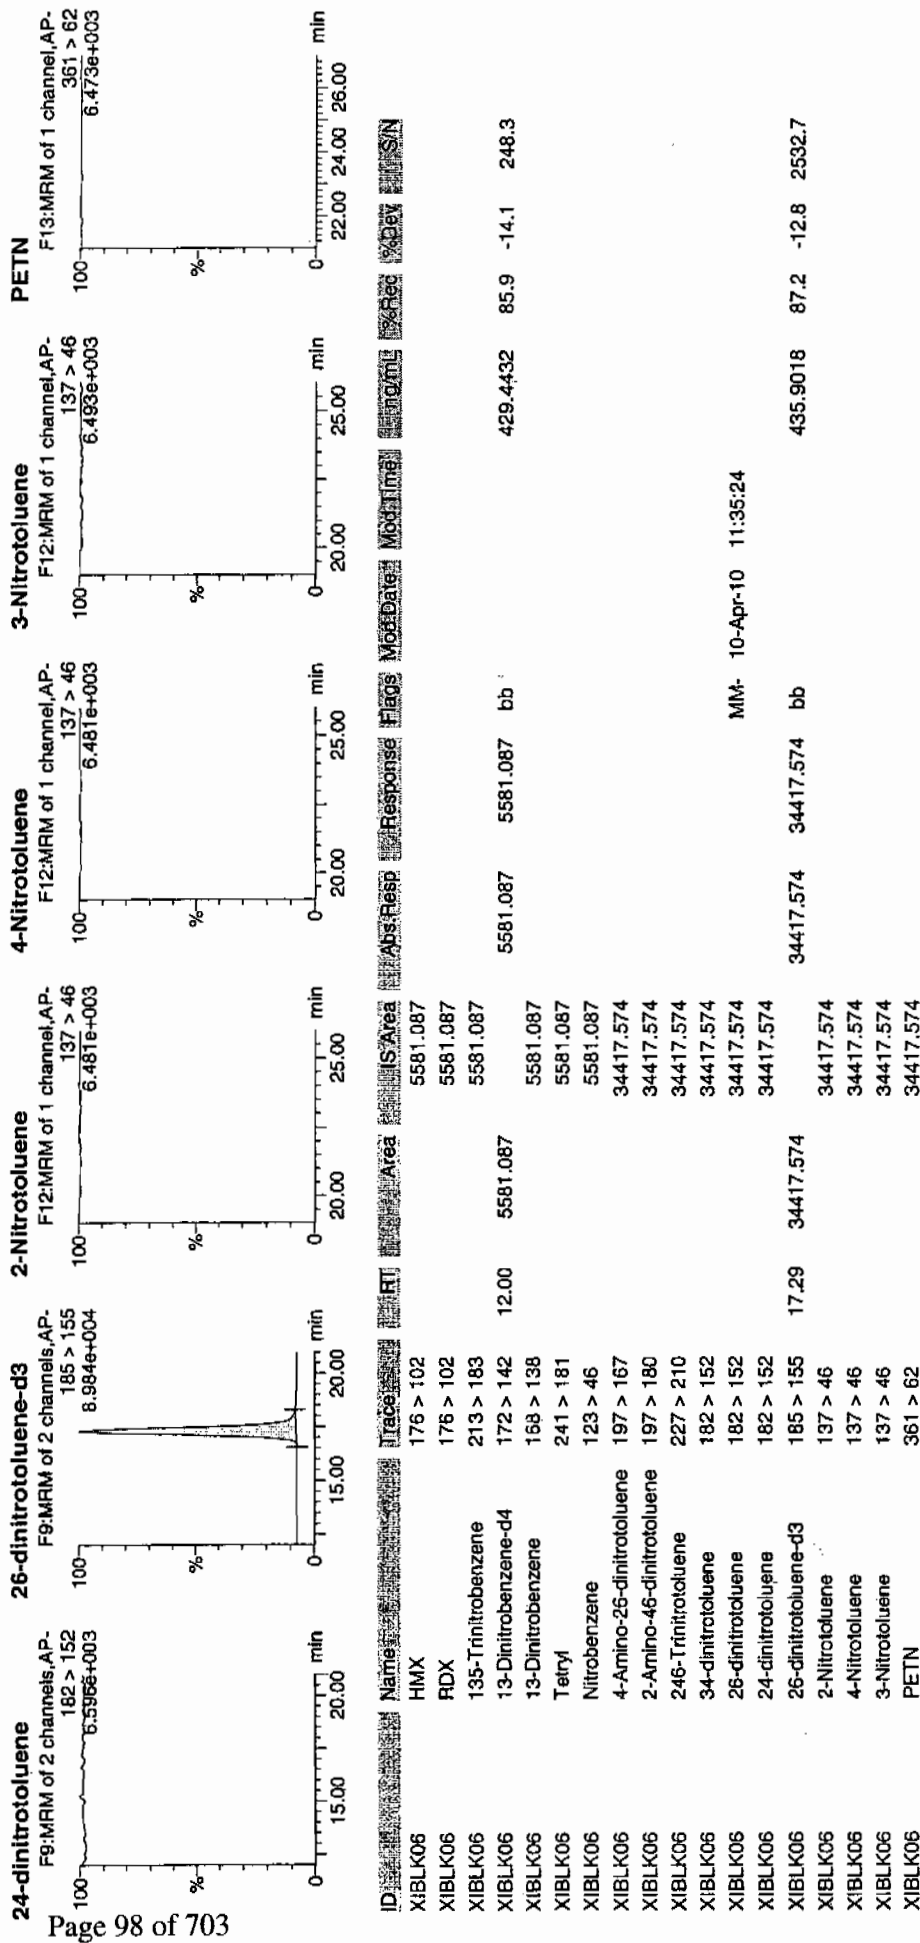 24-dinitrotoluene
F9:MRM of 2 channels,AP-
182 > 152
6.596e+003
100
%
0
15.00 20.00 min
26-dinitrotoluene-d3
F9:MRM of 2 channels,AP-
185 > 155
8.984e+004
100
%
0
15.00 20.00 min
2-Nitrotoluene
F12:MRM of 1 channel,AP-
137 > 46
6.481e+003
100
%
0
20.00 25.00 min
4-Nitrotoluene
F12:MRM of 1 channel,AP-
137 > 46
6.481e+003
100
%
0
20.00 25.00 min
3-Nitrotoluene
F12:MRM of 1 channel,AP-
137 > 46
6.493e+003
100
%
0
20.00 25.00 min
PETN
F13:MRM of 1 channel,AP-
361 > 62
6.473e+003
100
%
0
22.00 24.00 26.00 min
ID Name Trace RT Area IS Area Abs.Resp Response Flags Mod.Date Mod.Time ng/mL %Rec %Dev S/N
XIBLK06 HMX 176 > 102 5581.087
XIBLK06 RDX 176 > 102 5581.087
XIBLK06 135-Trinitrobenzene 213 > 183 5581.087
XIBLK06 13-Dinitrobenzene-d4 172 > 142 12.00 5581.087 5581.087 5581.087 bb 429.4432 85.9 -14.1 248.3
XIBLK06 13-Dinitrobenzene 168 > 138 5581.087
XIBLK06 Tetryl 241 > 181 5581.087
XIBLK06 Nitrobenzene 123 > 46 5581.087
XIBLK06 4-Amino-26-dinitrotoluene 197 > 167 34417.574
XIBLK06 2-Amino-46-dinitrotoluene 197 > 180 34417.574
XIBLK06 246-Trinitrotoluene 227 > 210 34417.574
XIBLK06 34-dinitrotoluene 182 > 152 34417.574
XIBLK06 26-dinitrotoluene 182 > 152 34417.574 MM- 10-Apr-10 11:35:24
XIBLK06 24-dinitrotoluene 182 > 152 34417.574
XIBLK06 26-dinitrotoluene-d3 185 > 155 17.29 34417.574 34417.574 34417.574 bb 435.9018 87.2 -12.8 2532.7
XIBLK06 2-Nitrotoluene 137 > 46 34417.574
XIBLK06 4-Nitrotoluene 137 > 46 34417.574
XIBLK06 3-Nitrotoluene 137 > 46 34417.574
XIBLK06 PETN 361 > 62 34417.574
Page 98 of 703